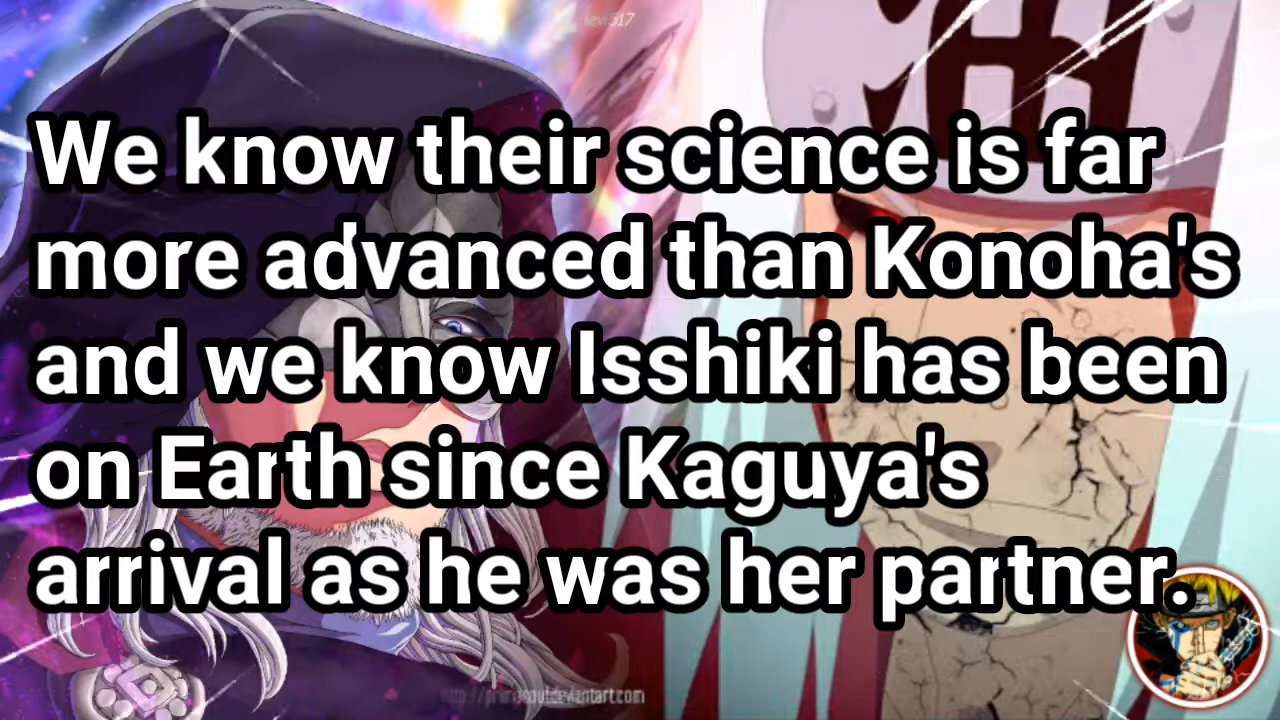 We know their science is far
more advanced than Konoha's
and we know Isshiki has been
on Earth since Kaguya's
arrival as he was her partner.